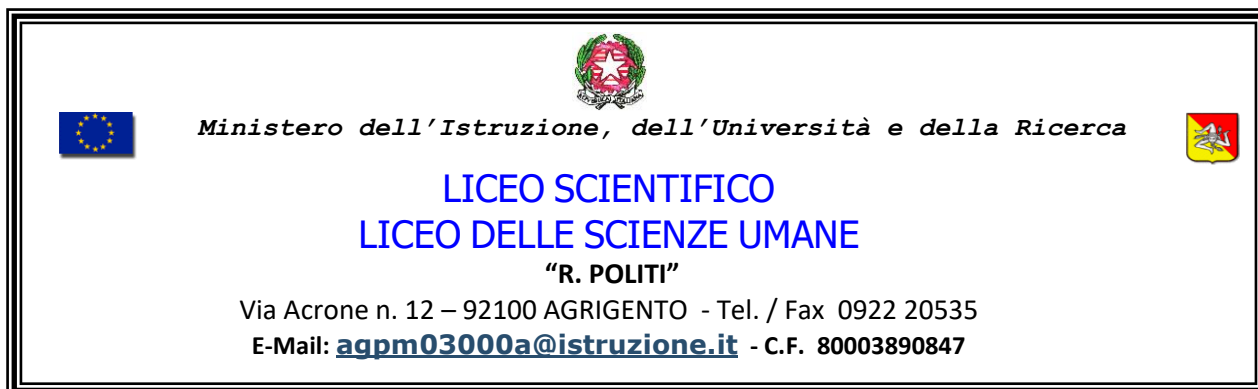 Ministero dell’Istruzione, dell’Università e della Ricerca
LICEO SCIENTIFICO
LICEO DELLE SCIENZE UMANE
“R. POLITI”
Via Acrone n. 12 – 92100 AGRIGENTO - Tel. / Fax 0922 20535
E-Mail: agpm03000a@istruzione.it - C.F. 80003890847